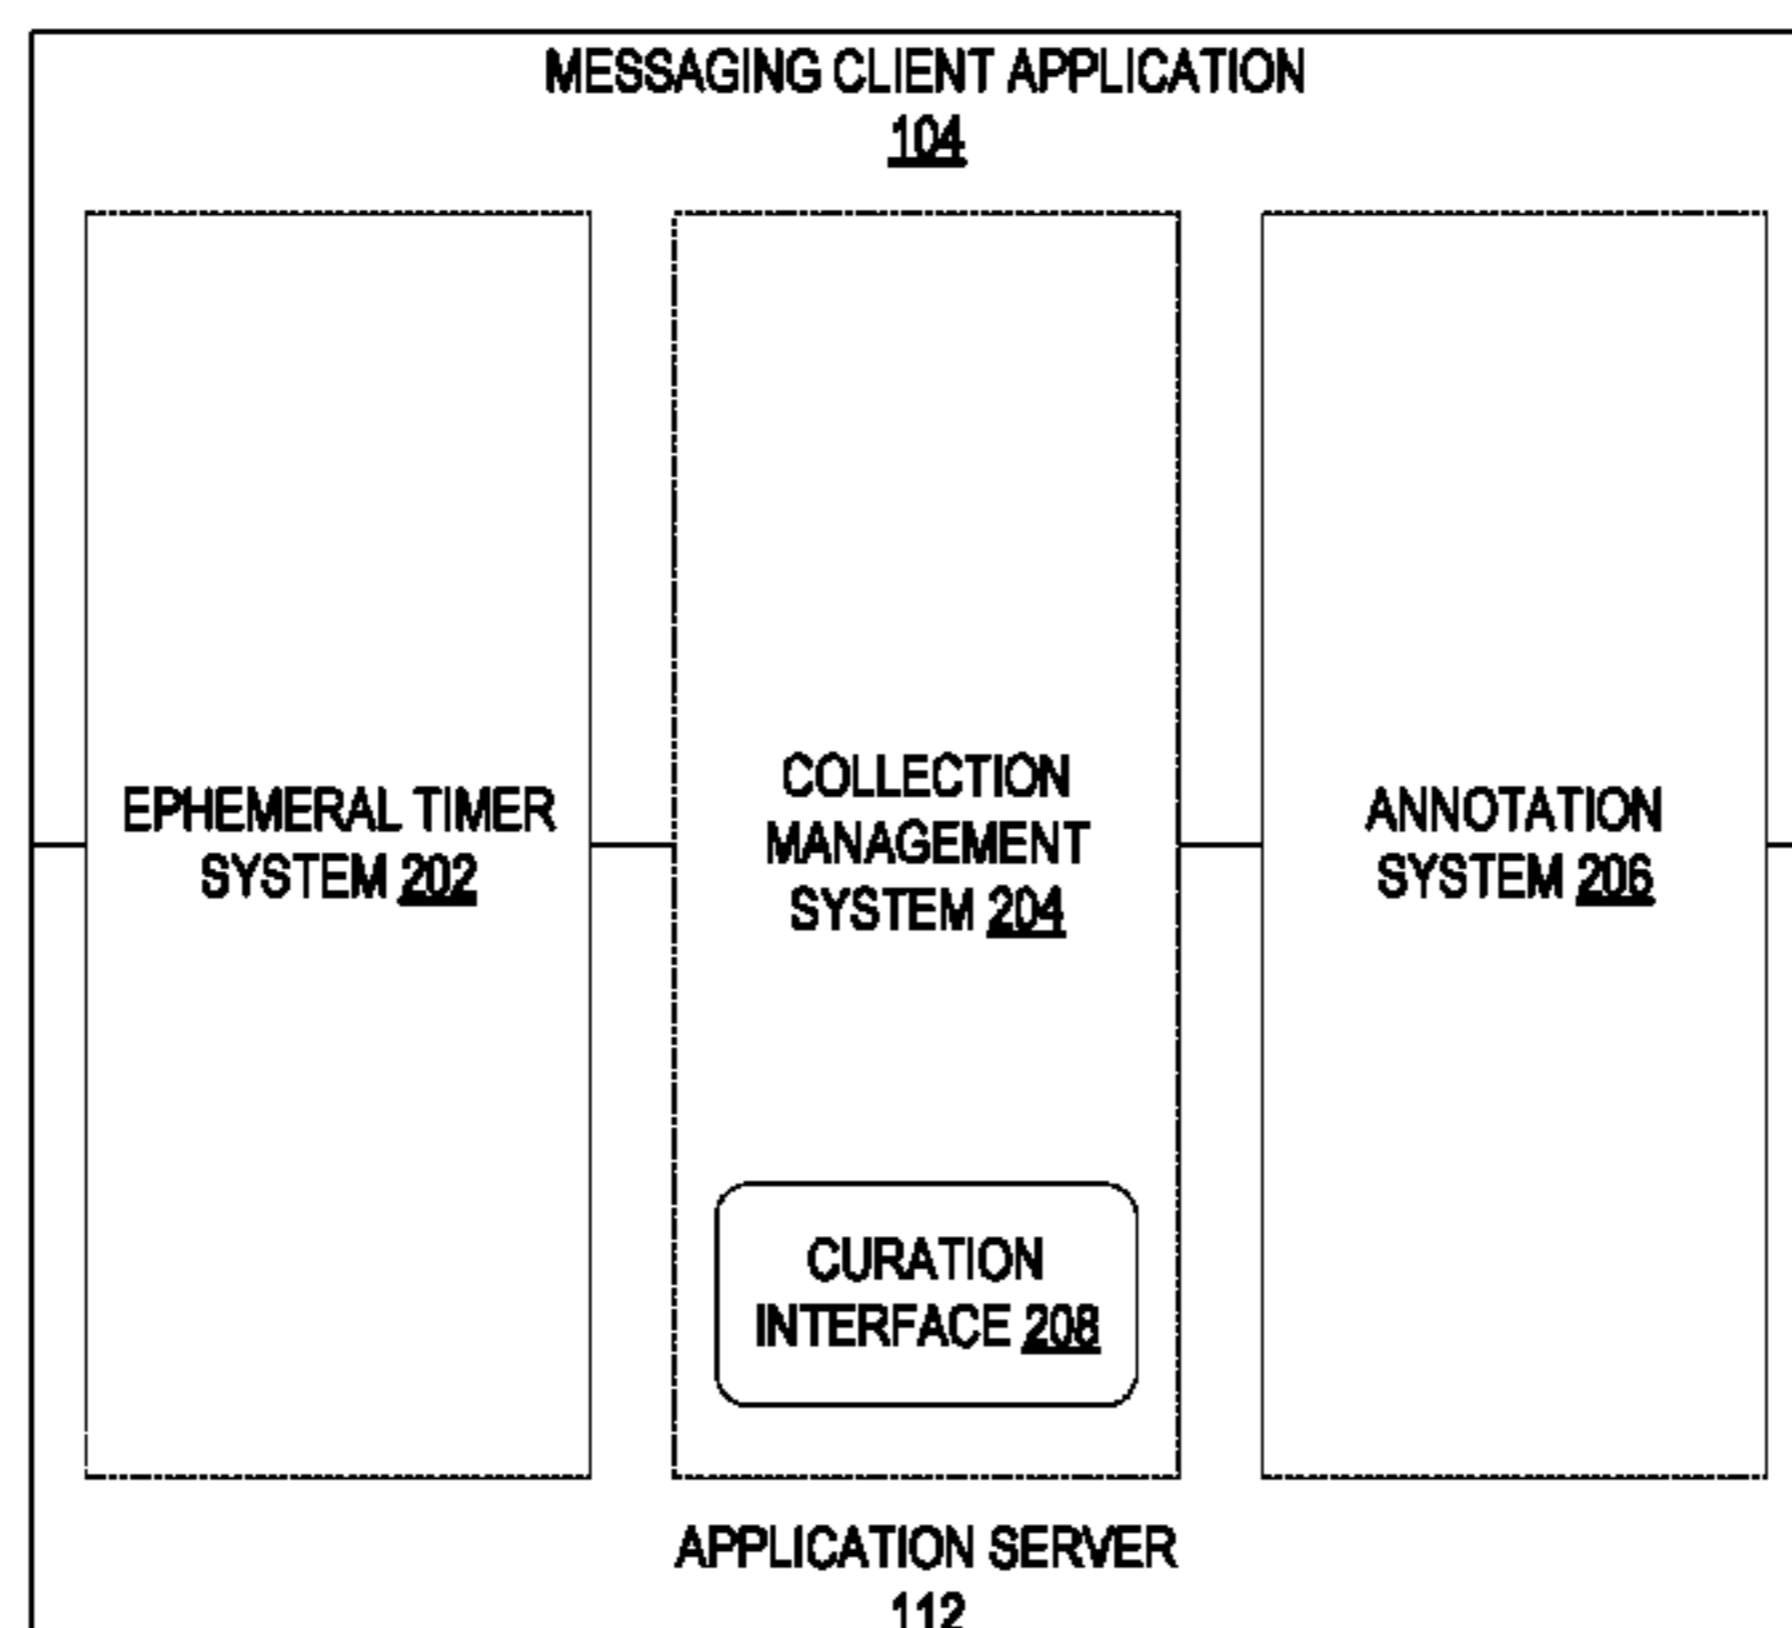 MESSAGING CLIENT APPLICATION
104
EPHEMERAL TIMER
SYSTEM 202
COLLECTION
MANAGEMENT
SYSTEM 204
ANNOTATION
SYSTEM 206
CURATION
INTERFACE 208
APPLICATION SERVER
112